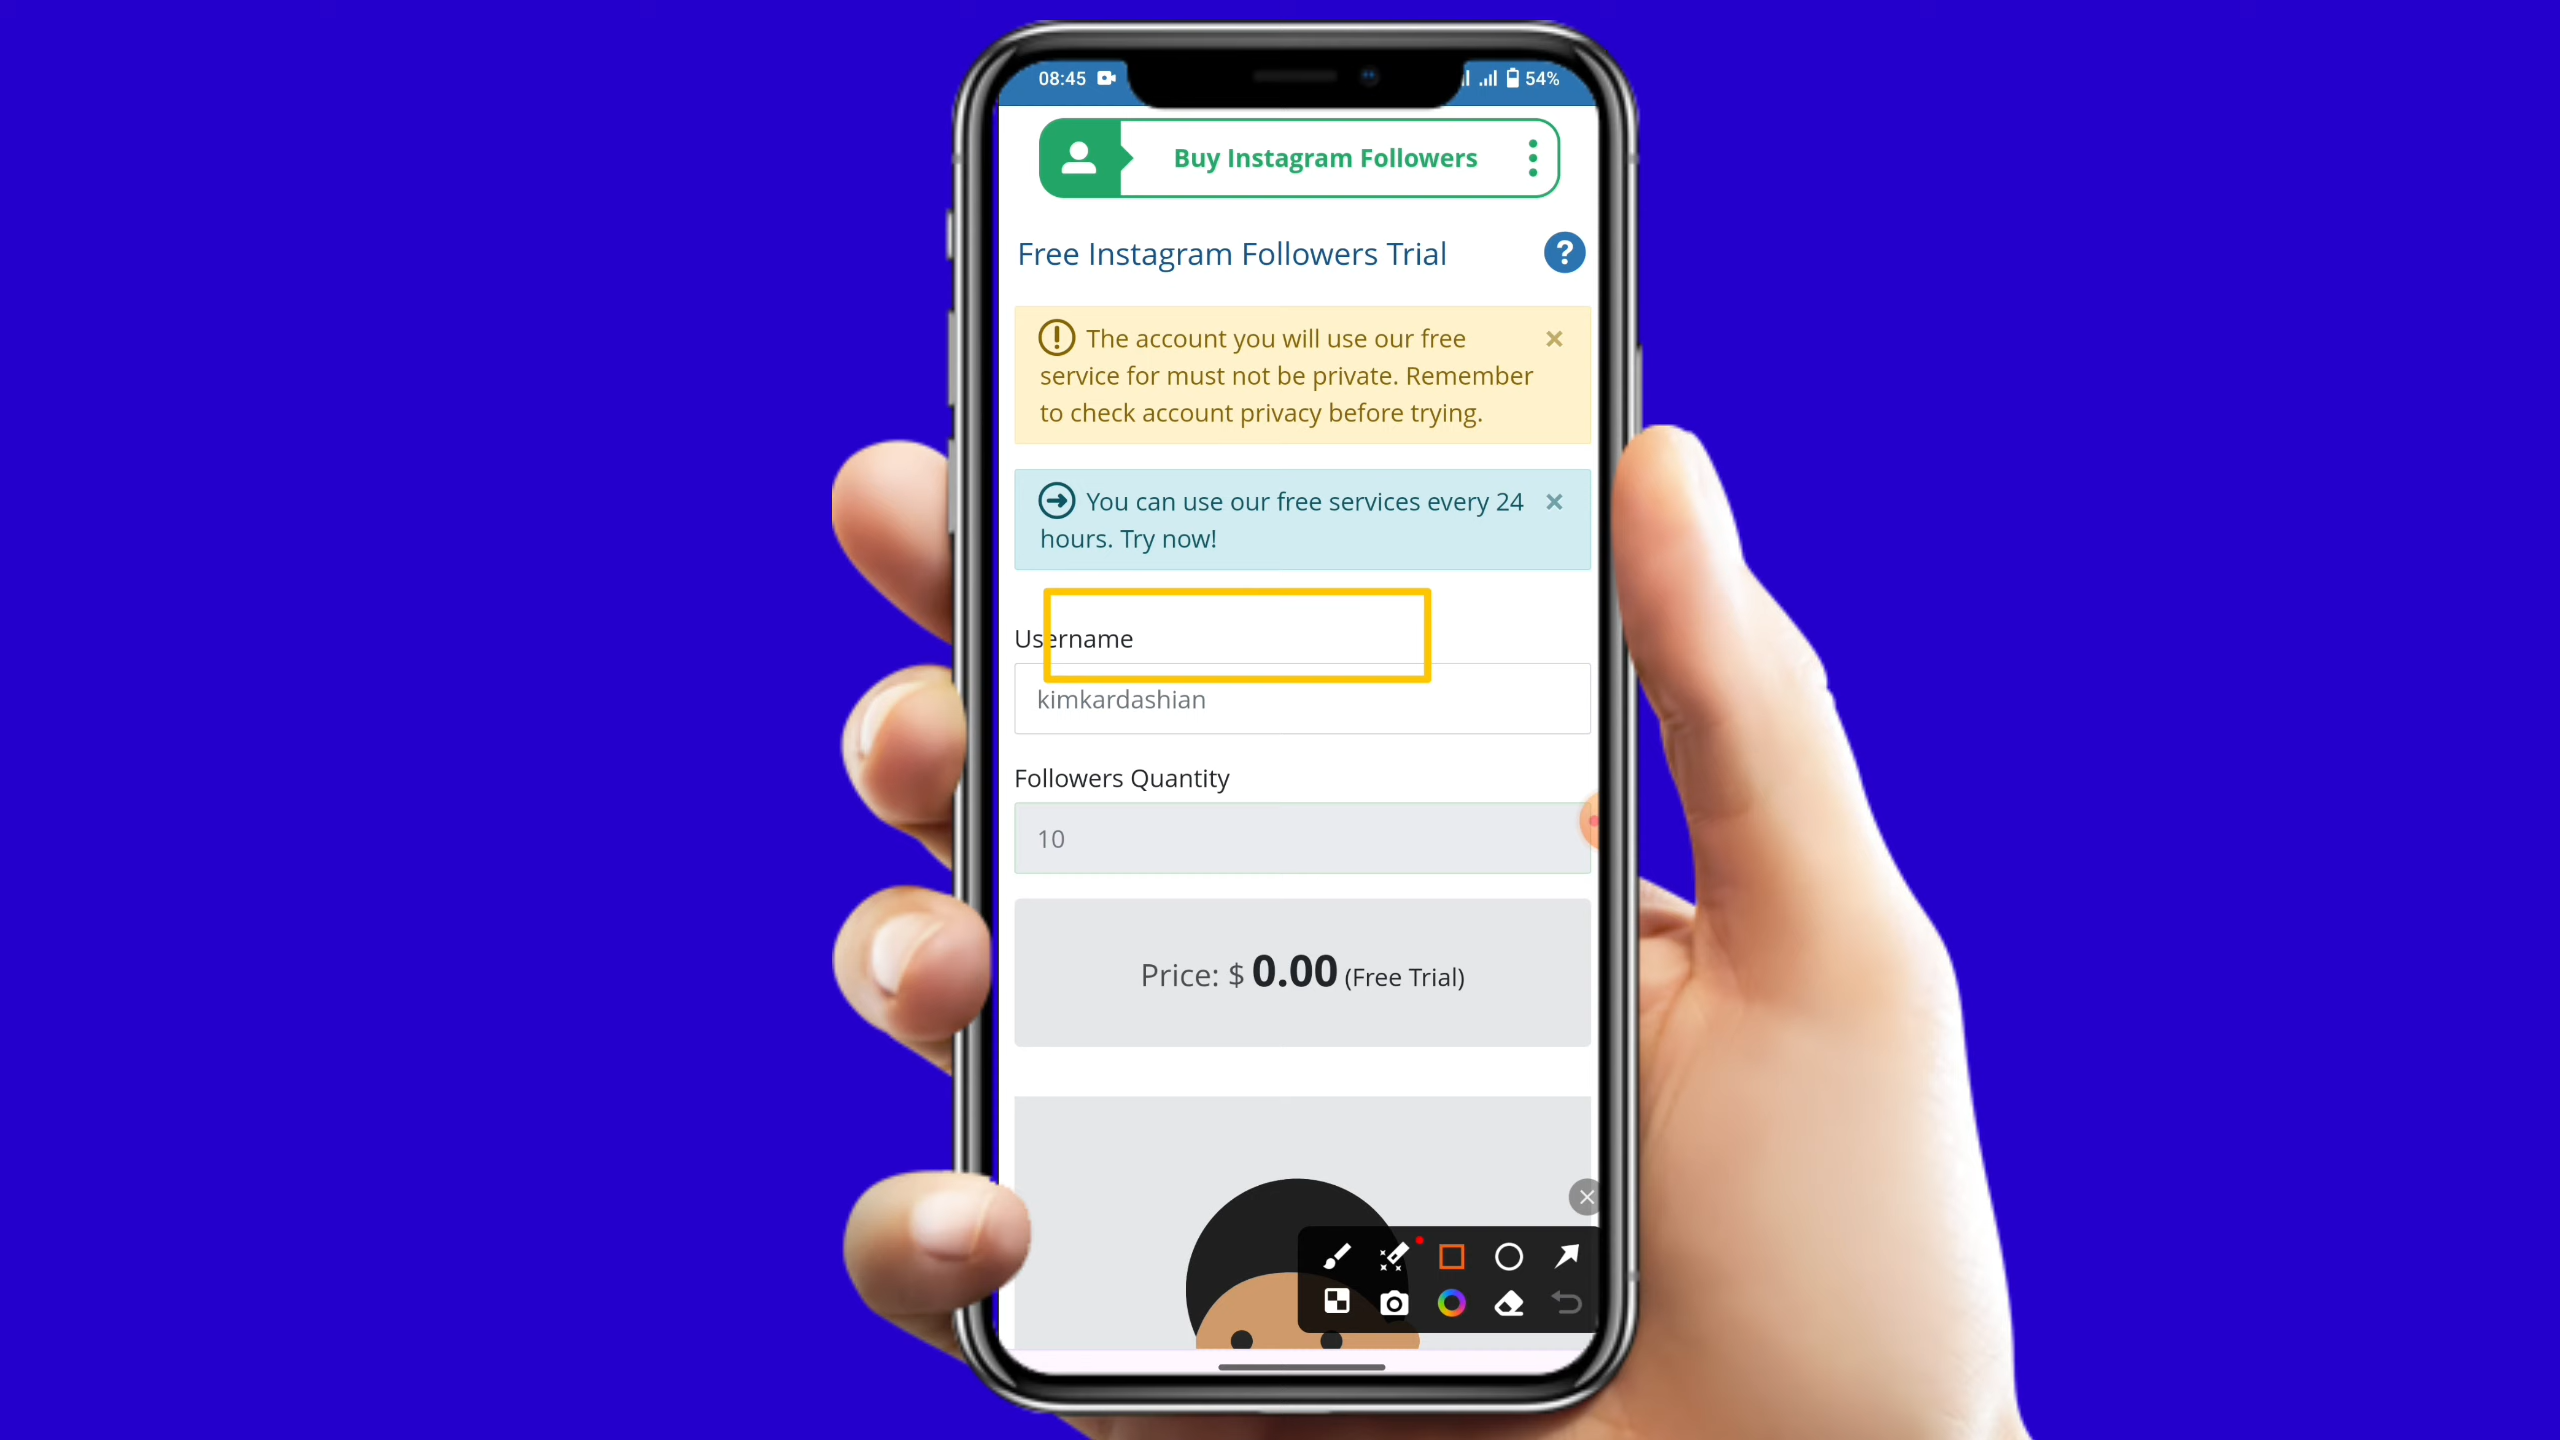 08:45
54%
Buy Instagram Followers
Free Instagram Followers Trial
?
The account you will use our free
service for must not be private. Remember
to check account privacy before trying.
You can use our free services every 24
hours. Try now!
Username
kimkardashian
Followers Quantity
10
Price: $ 0.00 (Free Trial)